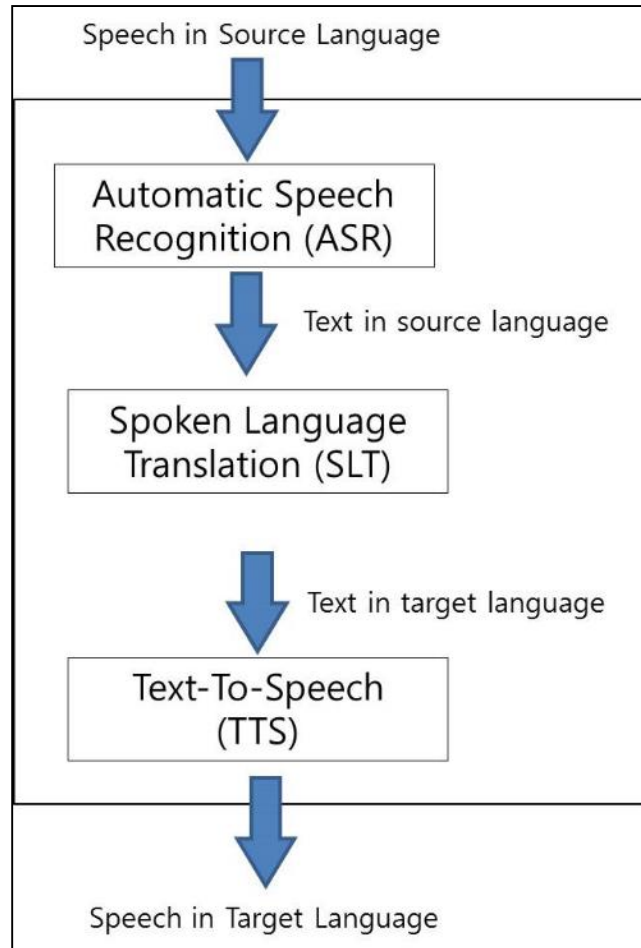 Speech in Source Language
Automatic Speech
Recognition (ASR)
Text in source language
Spoken Language
Translation (SLT)
Text in target language
Text-To-Speech
(TTS)
Speech in Target Language